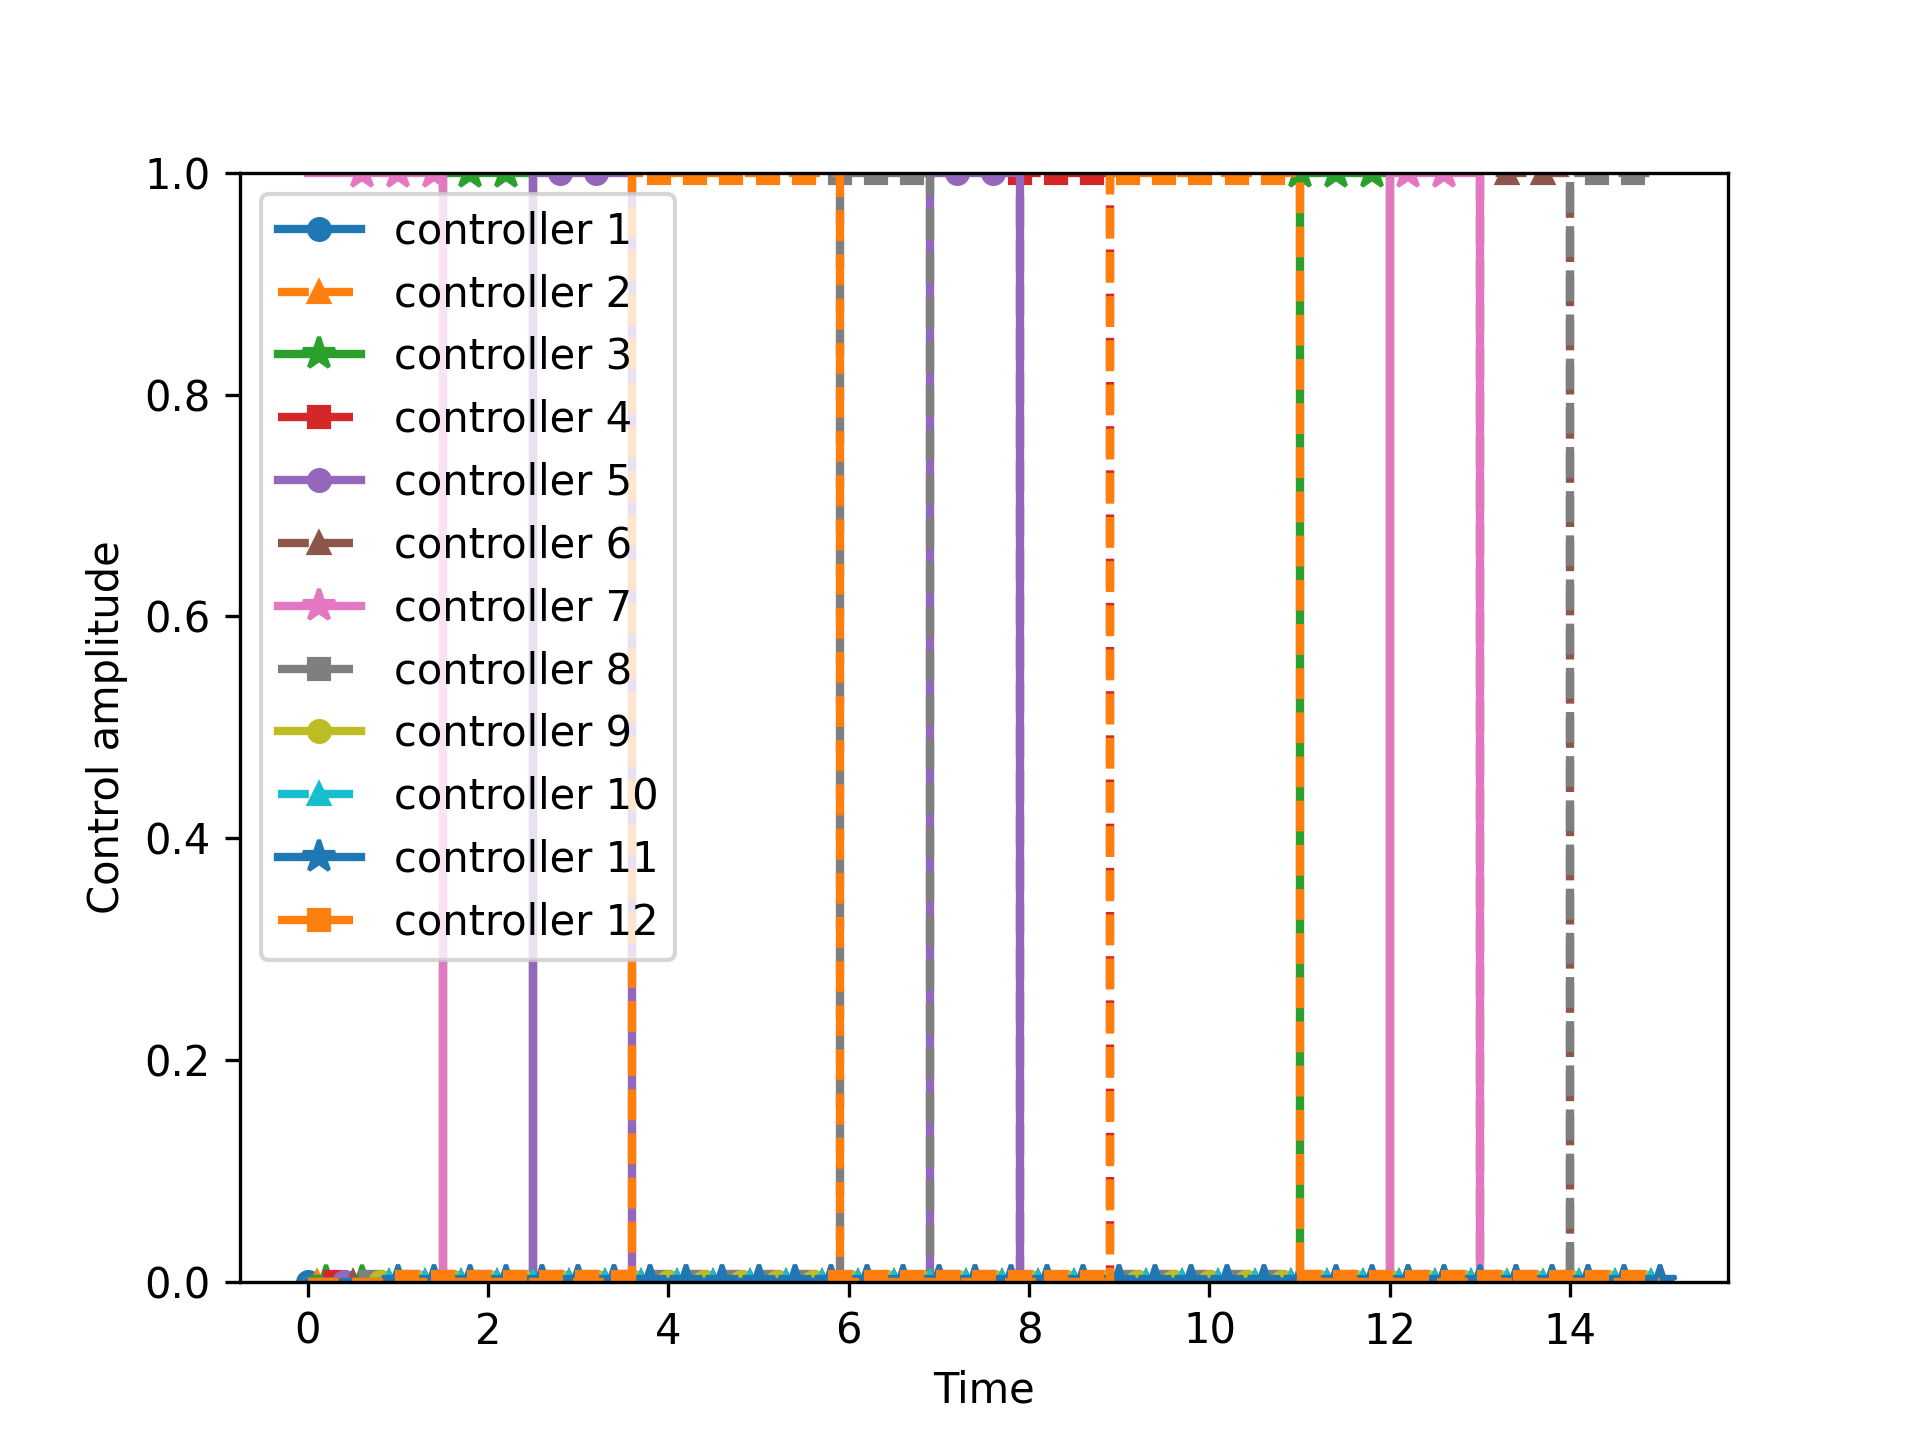 1.0
0.8
0.6
0.4
0.2
0.0
Control amplitude
controller 1
controller 2
controller 3
controller 4
controller 5
controller 6
controller 7
controller 8
controller 9
controller 10
controller 11
controller 12
0 2 4 6 8 10 12 14
Time